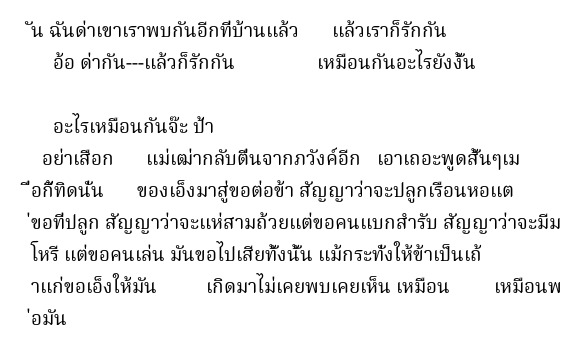 ัน ฉันด่าเขาเราพบกันอีกที่บ้านแล้ว แล้วเราก็รักกัน
อ้อ ด่ากัน---แล้วก็รักกัน เหมือนกันอะไรยังงั้น
อะไรเหมือนกันจ๊ะ ป้า
อย่าเสือก แม่เฒ่ากลับตื่นจากภวังค์อีก เอาเถอะพูดสั้นๆเม
ื่อกี้ทิดนั่น ของเอ็งมาสู่ขอต่อข้า สัญญาว่าจะปลูกเรือนหอแต
่ขอที่ปลูก สัญญาว่าจะแห่สามถ้วยแต่ขอคนแบกสำรับ สัญญาว่าจะมีม
โหรี แต่ขอคนเล่น มันขอไปเสียทั้งนั้น แม้กระทั่งให้ข้าเป็นเถ้
าแก่ขอเอ็งให้มัน เกิดมาไม่เคยพบเคยเห็น เหมือน เหมือนพ
่อมัน